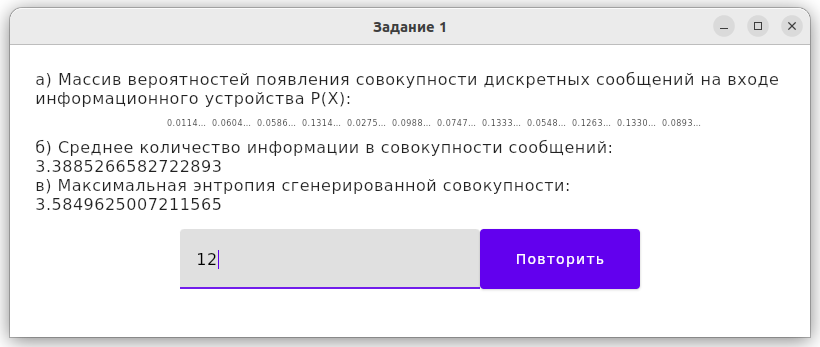 Задание 1
а) Массив вероятностей появления совокупности дискретных сообщений на входе
информационного устройства P(X):
0.0114... 0.0604... 0.0586... 0.1314... 0.0275... 0.0988... 0.0747... 0.1333... 0.0548... 0.1263... 0.1330... 0.0893...
б) Среднее количество информации в совокупности сообщений:
3.3885266582722893
в) Максимальная энтропия сгенерированной совокупности:
3.5849625007211565
12
Повторить